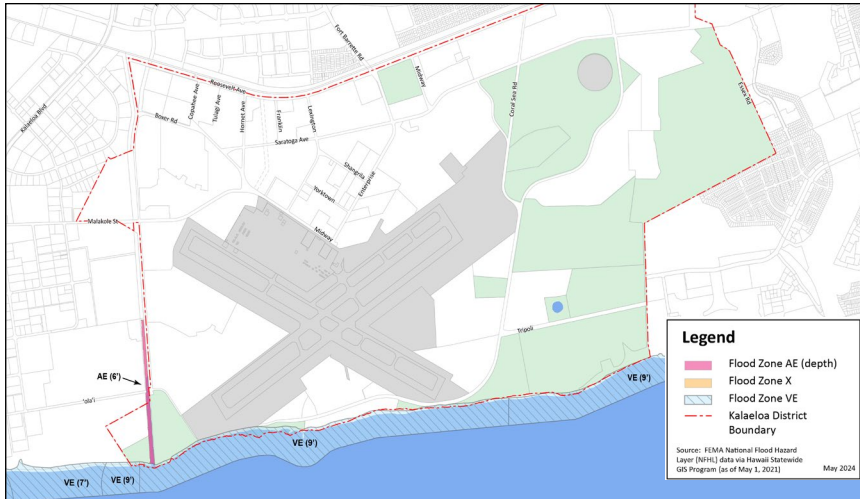 Fort Barrette Rd
Roosevelt Ave
Midway
Coral Sea Rd
Essex Rd
Kalaeloa Blvd
Boxer Rd
Copahee Ave
Tulagi Ave
Hornet Ave
Franklin
Lexington
Saratoga Ave
Shangrila
Enterprise
Yorktown
Midway
Malakole St
Tripoli
AE (6')
'ola'i
VE (7')
VE (9')
VE (9')
VE (9')
Legend
Flood Zone AE (depth)
Flood Zone X
Flood Zone VE
Kalaeloa District
Boundary
Source: FEMA National Flood Hazard
Layer [NFHL) data via Hawaii Statewide
GIS Program (as of May 1, 2021)
May 2024